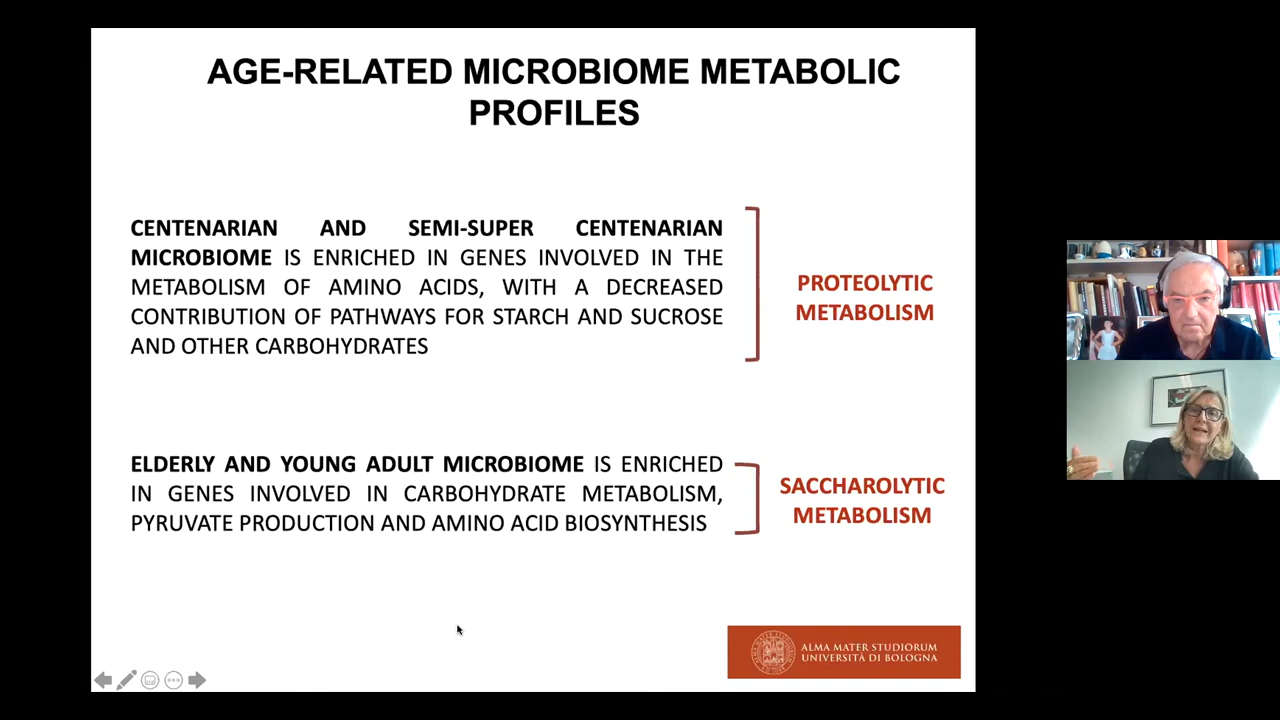 AGE-RELATED MICROBIOME METABOLIC
PROFILES
CENTENARIAN AND SEMI-SUPER CENTENARIAN
MICROBIOME IS ENRICHED IN GENES INVOLVED IN THE
METABOLISM OF AMINO ACIDS, WITH A DECREASED
CONTRIBUTION OF PATHWAYS FOR STARCH AND SUCROSE
AND OTHER CARBOHYDRATES
PROTEOLYTIC
METABOLISM
ELDERLY AND YOUNG ADULT MICROBIOME IS ENRICHED
IN GENES INVOLVED IN CARBOHYDRATE METABOLISM,
PYRUVATE PRODUCTION AND AMINO ACID BIOSYNTHESIS
SACCHAROLYTIC
METABOLISM
ALMA MATER STUDIORUM
UNIVERSITÀ DI BOLOGNA